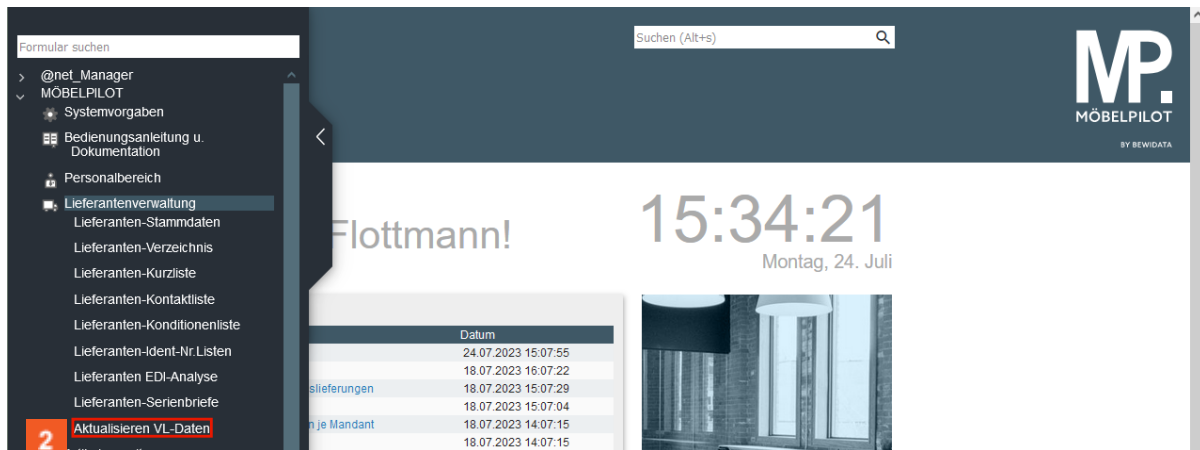 Formular suchen
@net_Manager
MÖBELPILOT
Systemvorgaben
Bedienungsanleitung u.
Dokumentation
Personalbereich
Lieferantenverwaltung
Lieferanten-Stammdaten
Lieferanten-Verzeichnis
Lieferanten-Kurzliste
Lieferanten-Kontaktliste
Lieferanten-Konditionenliste
Lieferanten-Ident-Nr.Listen
Lieferanten EDI-Analyse
Lieferanten-Serienbriefe
2
Aktualisieren VL-Daten
Suchen (Alt+s)
MP.
MÖBELPILOT
BY BEWIDATA
Flottmann!
15:34:21
Montag, 24. Juli
Datum
24.07.2023 15:07:55
18.07.2023 16:07:22
slieferungen 18.07.2023 15:07:29
18.07.2023 15:07:04
n je Mandant 18.07.2023 14:07:15
18.07.2023 14:07:15